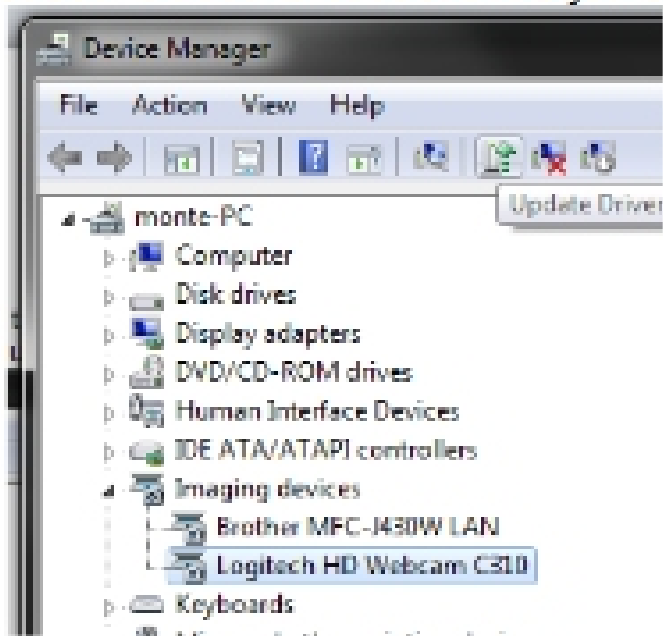 Device Manager
File Action View Help
Update Driver
monte-PC
Computer
Disk drives
Display adapters
DVD/CD-ROM drives
Human Interface Devices
IDE ATA/ATAPI controllers
Imaging devices
Brother MFC-J430W LAN
Logitech HD Webcam C310
Keyboards